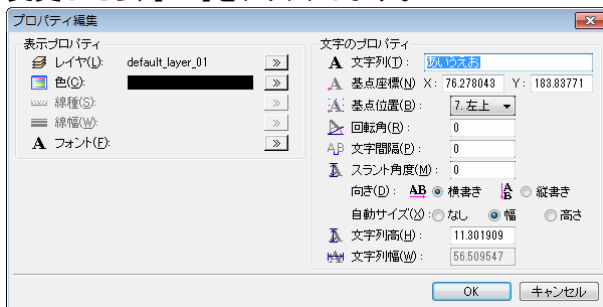 プロパティ編集
表示プロパティ
レイヤ(L): default_layer_01 >>
色(C): >>
線種(S): >>
線幅(W): >>
A フォント(F): >>
文字のプロパティ
A 文字列(T): あいうえお
A 基点座標(N) X: 76.278043 Y: 183.83771
A 基点位置(B): 7.左上
回転角(R): 0
AB 文字間隔(P): 0
スラント角度(M): 0
向き(D): AB 横書き AB 縦書き
自動サイズ(X): なし 幅 高さ
文字列高(H): 11.301909
文字列幅(W): 56.509547
OK キャンセル